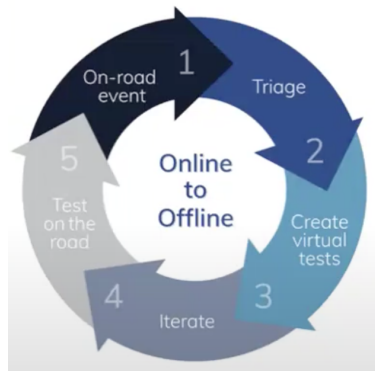 1
On-road
event
Triage
2
Create
virtual
tests
3
Iterate
4
Test
on the
road
5
Online
to
Offline